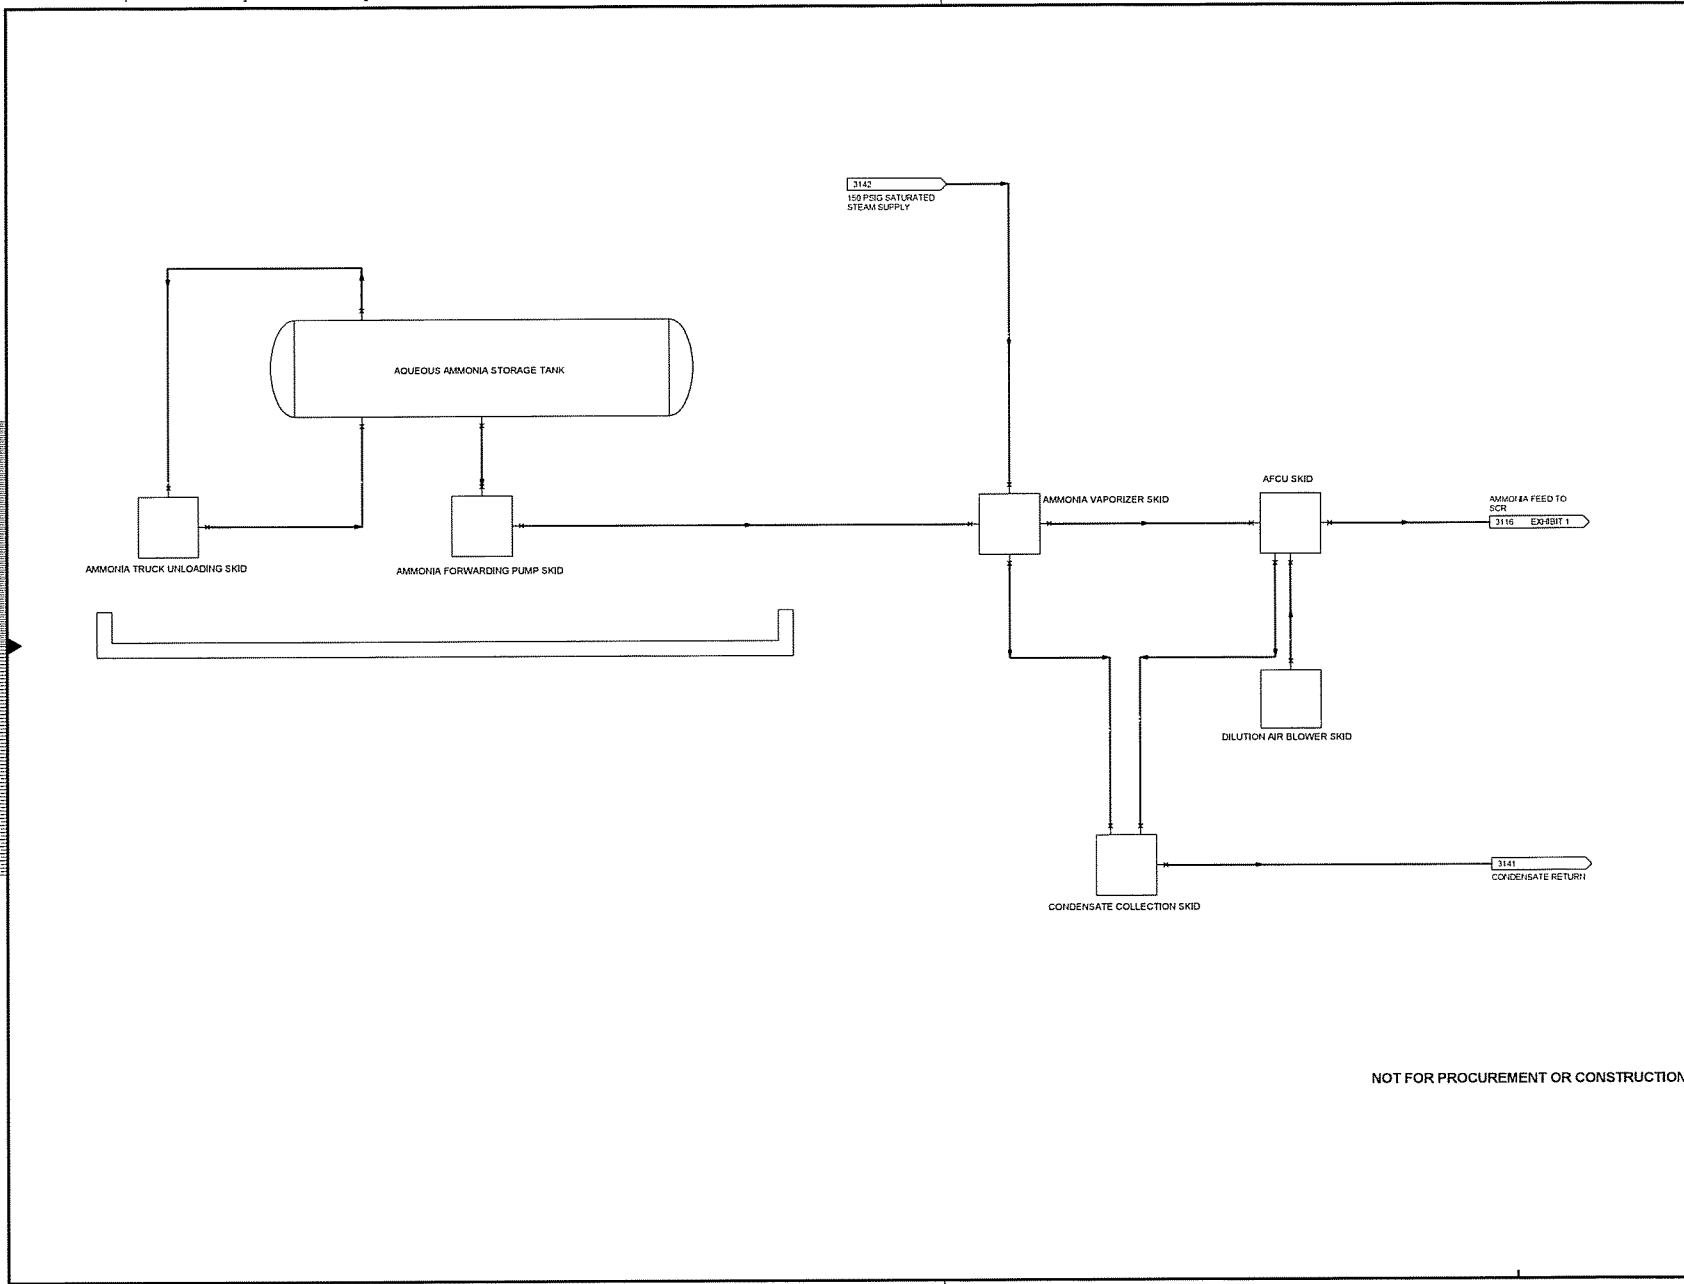 3142
150 PSIG SATURATED
STEAM SUPPLY
AQUEOUS AMMONIA STORAGE TANK
AFCU SKID
AMMONIA VAPORIZER SKID
AMMONIA FEED TO
SCR
3116 EXHIBIT 1
AMMONIA TRUCK UNLOADING SKID
AMMONIA FORWARDING PUMP SKID
DILUTION AIR BLOWER SKID
3141
CONDENSATE RETURN
CONDENSATE COLLECTION SKID
NOT FOR PROCUREMENT OR CONSTRUCTION